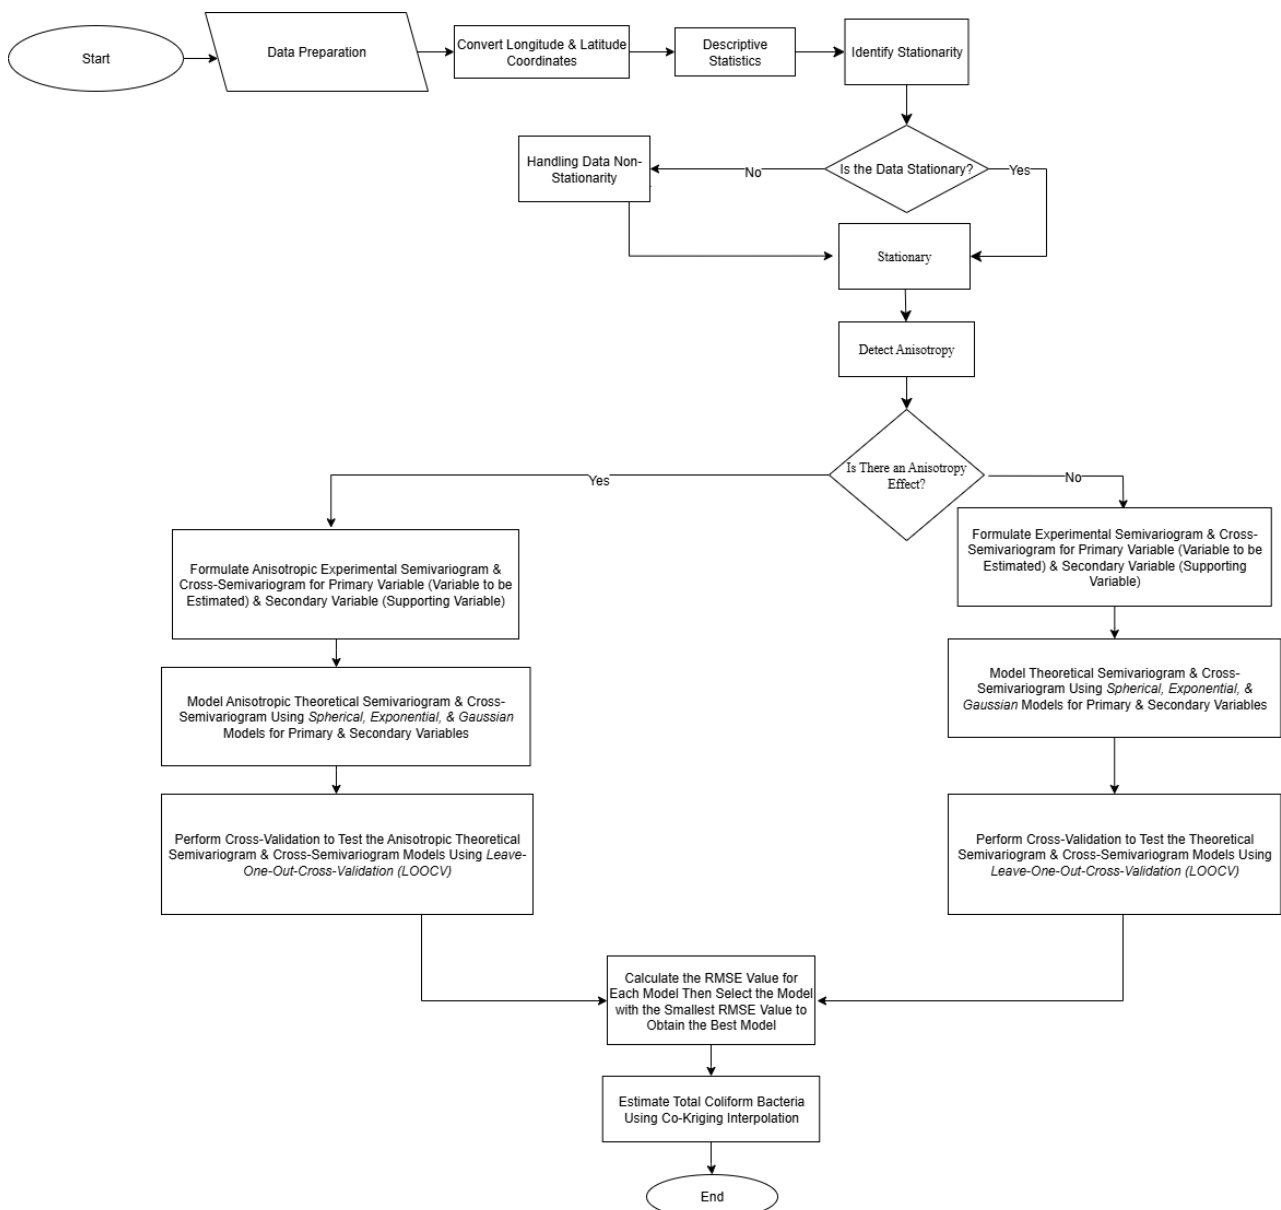 Start
Data Preparation
Convert Longitude & Latitude
Coordinates
Descriptive
Statistics
Identify Stationarity
Is the Data Stationary?
No
Yes
Handling Data Non-
Stationarity
Stationary
Detect Anisotropy
Is There an Anisotropy
Effect?
Yes
No
Formulate Anisotropic Experimental Semivariogram &
Cross-Semivariogram for Primary Variable (Variable to be
Estimated) & Secondary Variable (Supporting Variable)
Formulate Experimental Semivariogram & Cross-
Semivariogram for Primary Variable (Variable to be
Estimated) & Secondary Variable (Supporting
Variable)
Model Anisotropic Theoretical Semivariogram & Cross-
Semivariogram Using Spherical, Exponential, & Gaussian
Models for Primary & Secondary Variables
Model Theoretical Semivariogram & Cross-
Semivariogram Using Spherical, Exponential, &
Gaussian Models for Primary & Secondary Variables
Perform Cross-Validation to Test the Anisotropic Theoretical
Semivariogram & Cross-Semivariogram Models Using Leave-
One-Out-Cross-Validation (LOOCV)
Perform Cross-Validation to Test the Theoretical
Semivariogram & Cross-Semivariogram Models Using
Leave-One-Out-Cross-Validation (LOOCV)
Calculate the RMSE Value for
Each Model Then Select the Model
with the Smallest RMSE Value to
Obtain the Best Model
Estimate Total Coliform Bacteria
Using Co-Kriging Interpolation
End